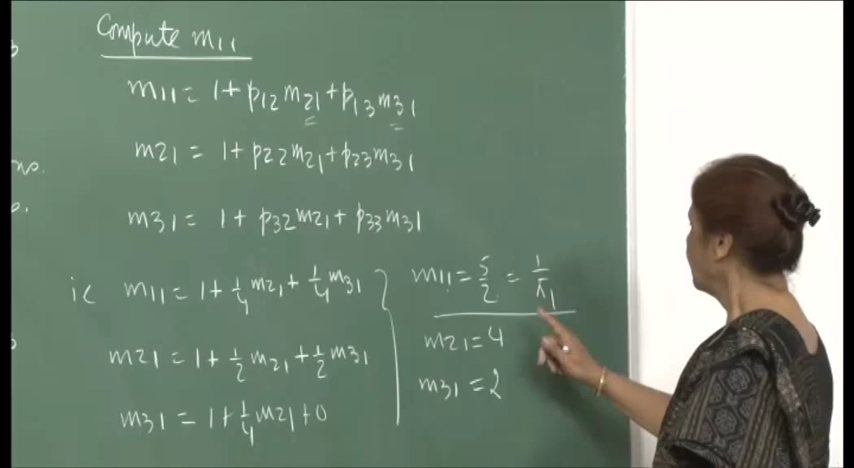 Compute m11
m11 = 1 + p12 m21 + p13 m31
m21 = 1 + p22 m21 + p23 m31
m31 = 1 + p32 m21 + p33 m31
ie m11 = 1 + 1/4 m21 + 1/4 m31
m21 = 1 + 1/2 m21 + 1/2 m31
m31 = 1 + 1/4 m21 + 0
m11 = 5/2 = 1/π1
m21 = 4
m31 = 2